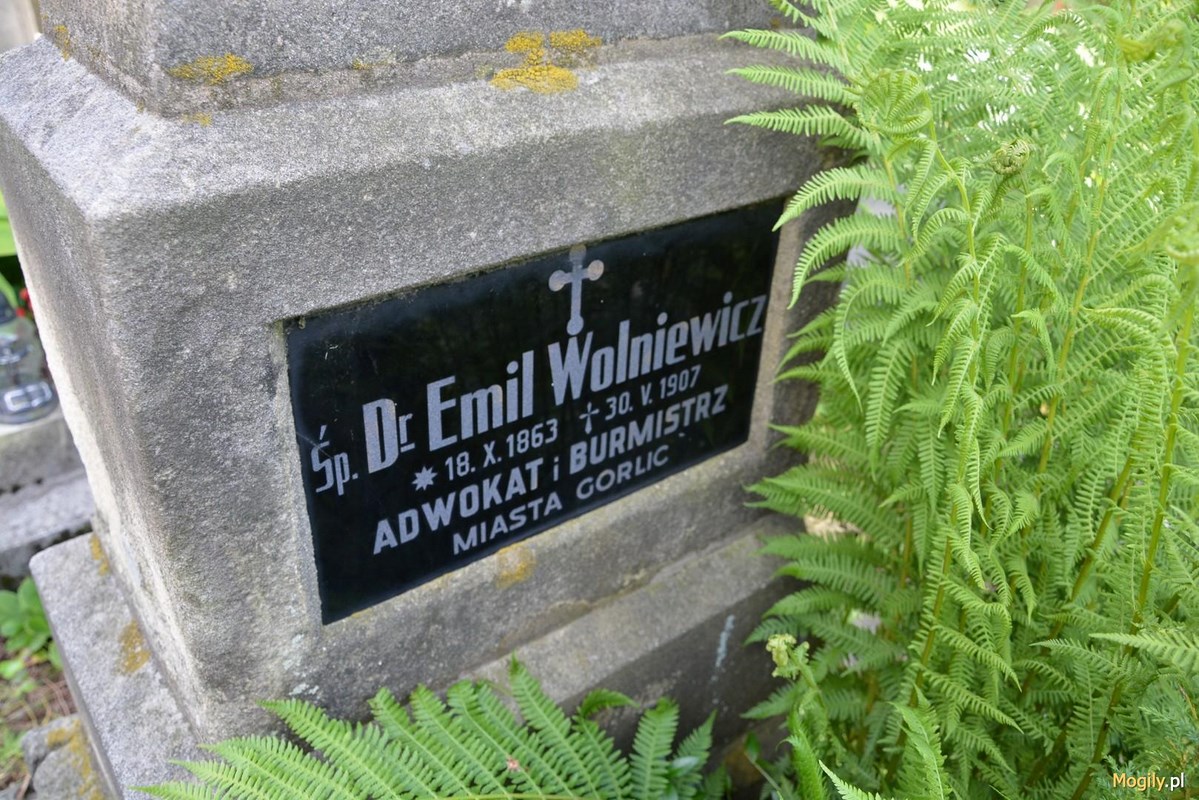 Śp. Dr Emil Wolniewicz
* 18. X. 1863 † 30. V. 1907
ADWOKAT i BURMISTRZ
MIASTA GORLIC
Mogily.pl